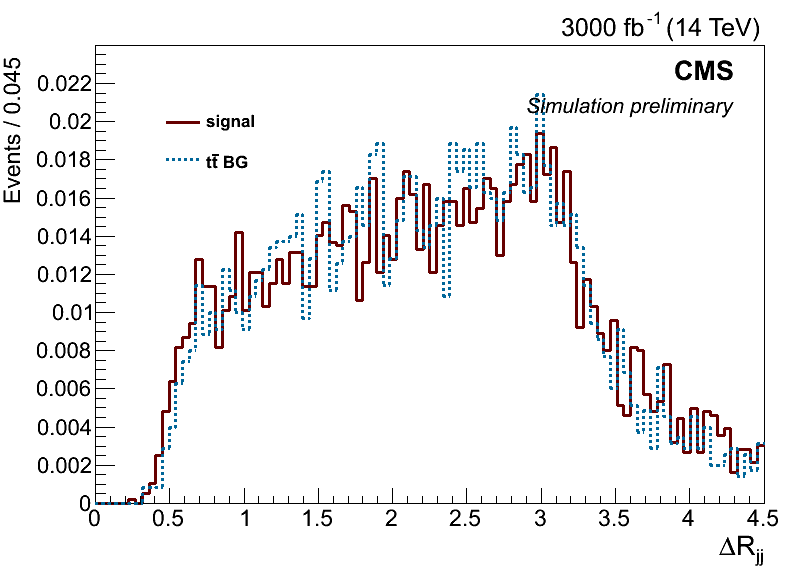 3000 fb⁻¹ (14 TeV)
CMS
Simulation preliminary
signal
tt̄ BG
Events / 0.045
0.022
0.02
0.018
0.016
0.014
0.012
0.01
0.008
0.006
0.004
0.002
0
0 0.5 1 1.5 2 2.5 3 3.5 4 4.5
ΔRjj